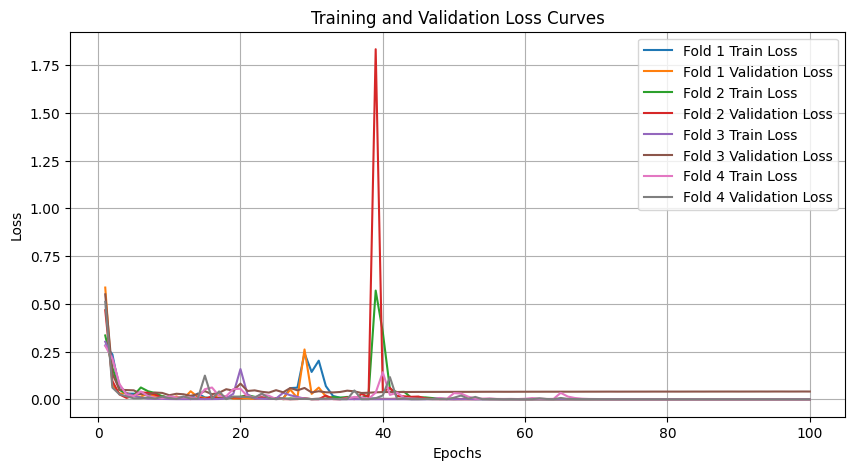 Training and Validation Loss Curves
Fold 1 Train Loss
Fold 1 Validation Loss
Fold 2 Train Loss
Fold 2 Validation Loss
Fold 3 Train Loss
Fold 3 Validation Loss
Fold 4 Train Loss
Fold 4 Validation Loss
Loss
1.75
1.50
1.25
1.00
0.75
0.50
0.25
0.00
0 20 40 60 80 100
Epochs